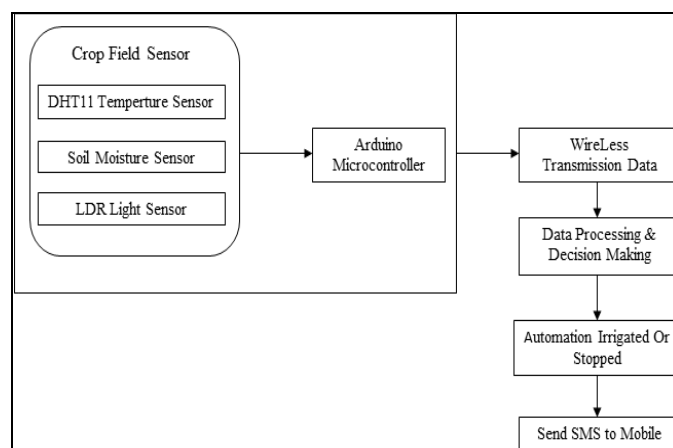 Crop Field Sensor
DHT11 Temperture Sensor
Soil Moisture Sensor
LDR Light Sensor
Arduino
Microcontroller
WireLess
Transmission Data
Data Processing &
Decision Making
Automation Irrigated Or
Stopped
Send SMS to Mobile